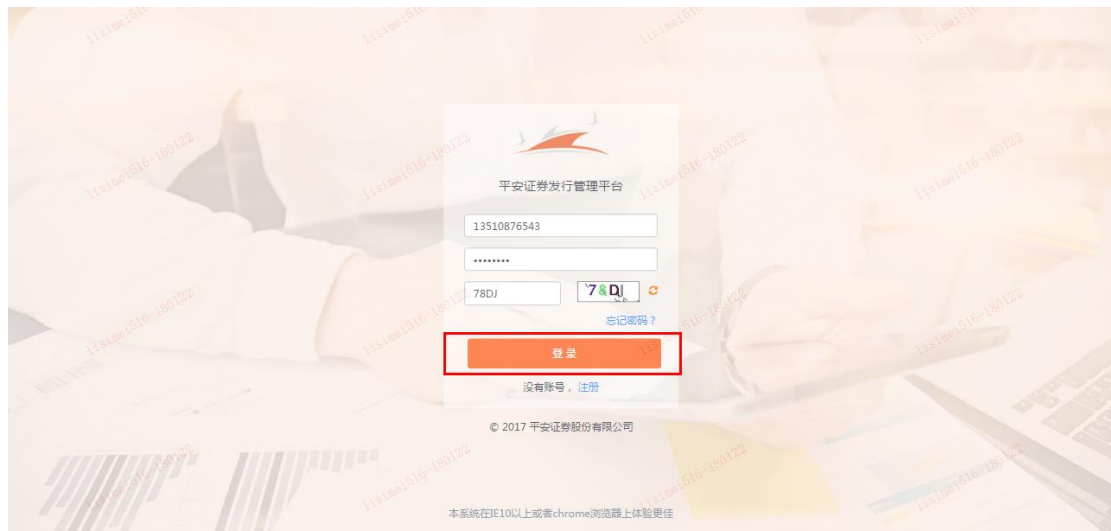 平安证券发行管理平台
13510876543
••••••••
78DJ 78DJ
忘记密码？
登录
没有账号，注册
© 2017 平安证券股份有限公司
本系统在IE10以上或者chrome浏览器上体验更佳
lisimei516-180122